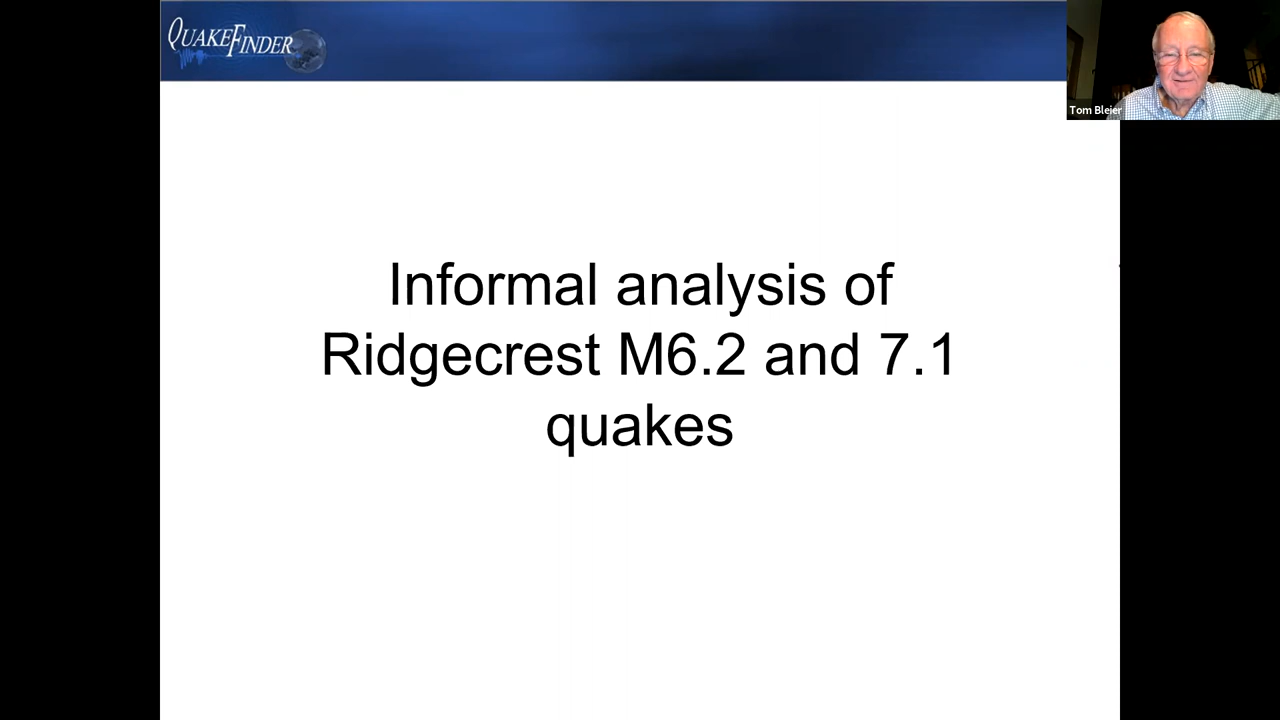 QUAKEFINDER
Tom Bleier
Informal analysis of
Ridgecrest M6.2 and 7.1
quakes